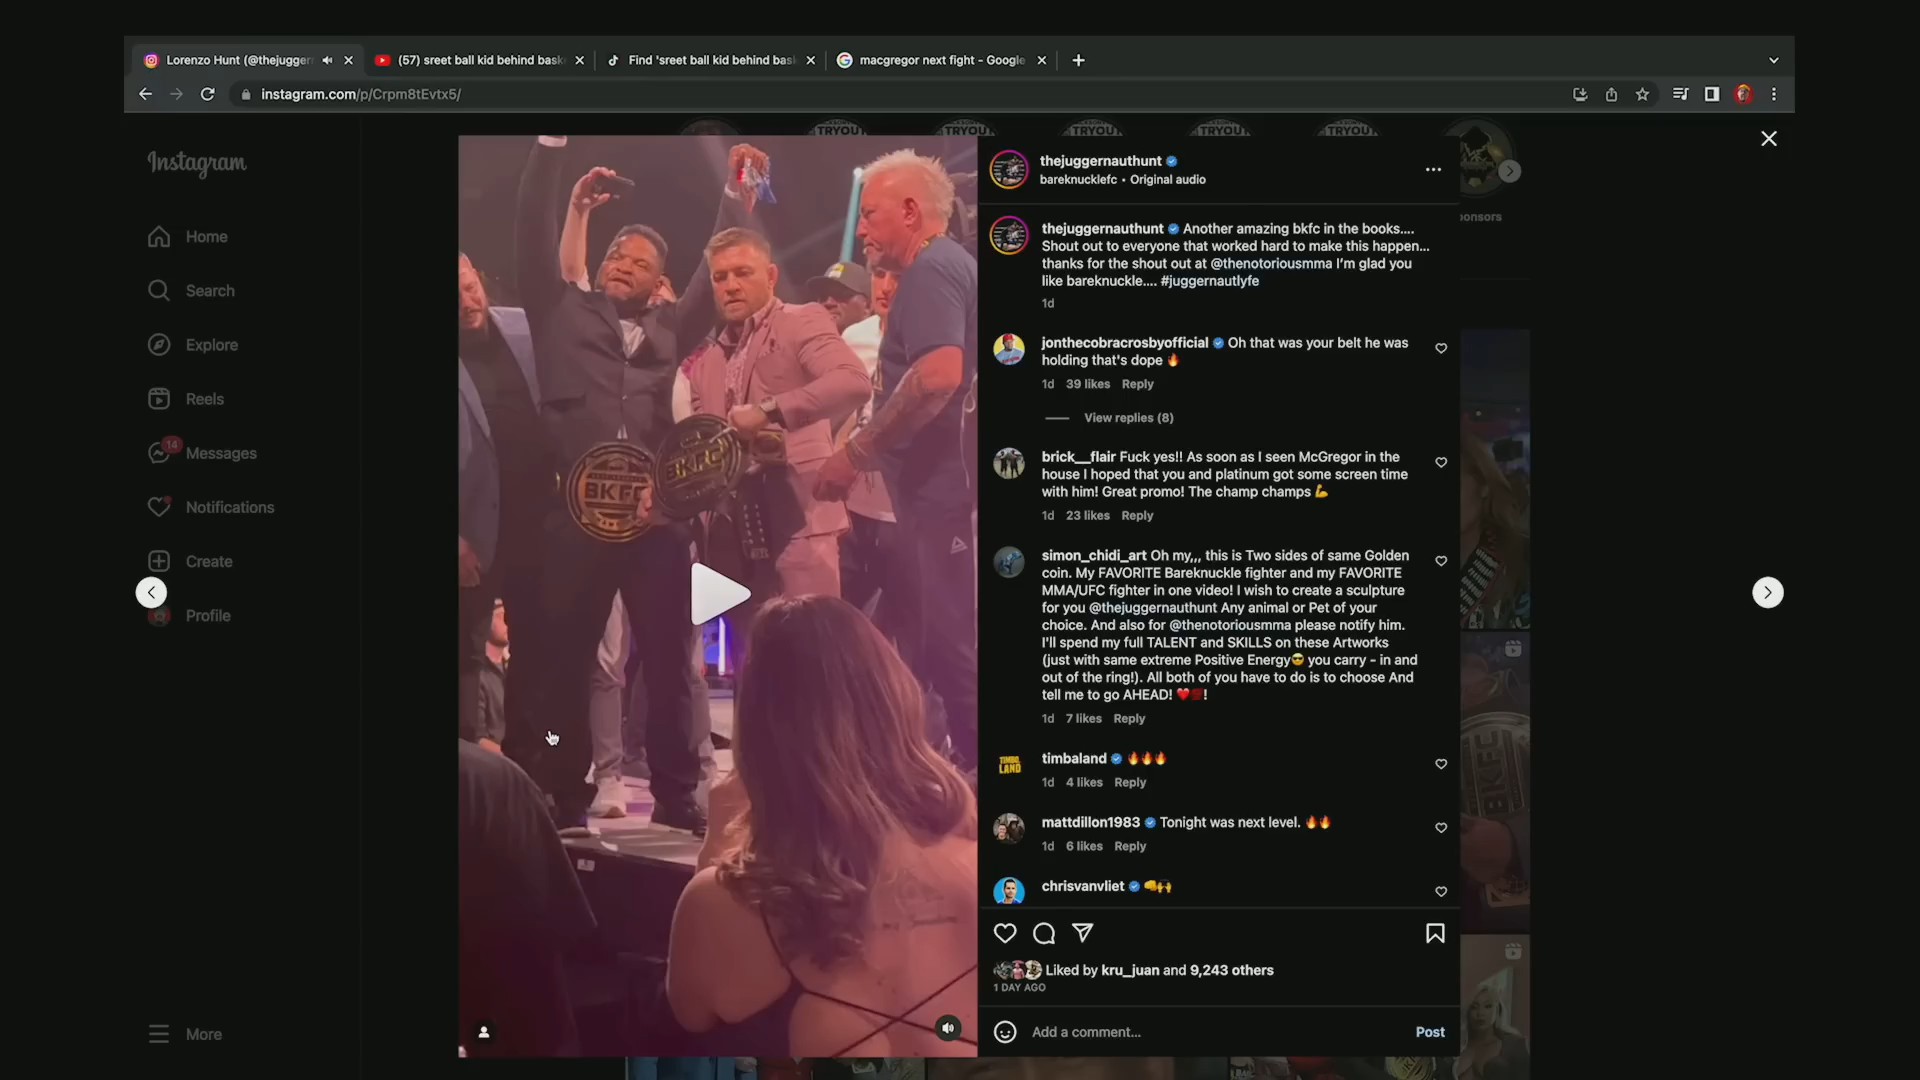 Lorenzo Hunt (@thejugger
(57) sreet ball kid behind bask
Find 'sreet ball kid behind bas
macgregor next fight - Google
instagram.com/p/Crpm8tEvtx5/
Instagram
Home
Search
Explore
Reels
14
Messages
Notifications
Create
Profile
More
TRYOU
TRYOU
TRYOU
TRYOU
TRYOU
ponsors
BKFC
BKFC
BKFC
thejuggernauthunt
bareknucklefc • Original audio
thejuggernauthunt Another amazing bkfc in the books....
Shout out to everyone that worked hard to make this happen...
thanks for the shout out at @thenotoriousmma I'm glad you
like bareknuckle.... #juggernautlyfe
1d
jonthecobracrosbyofficial Oh that was your belt he was
holding that's dope 🔥
1d 39 likes Reply
View replies (8)
brick__flair Fuck yes!! As soon as I seen McGregor in the
house I hoped that you and platinum got some screen time
with him! Great promo! The champ champs 💪
1d 23 likes Reply
simon_chidi_art Oh my,,, this is Two sides of same Golden
coin. My FAVORITE Bareknuckle fighter and my FAVORITE
MMA/UFC fighter in one video! I wish to create a sculpture
for you @thejuggernauthunt Any animal or Pet of your
choice. And also for @thenotoriousmma please notify him.
I'll spend my full TALENT and SKILLS on these Artworks
(just with same extreme Positive Energy😎 you carry - in and
out of the ring!). All both of you have to do is to choose And
tell me to go AHEAD! ❤️💯!
1d 7 likes Reply
TIMBO
LAND
timbaland 🔥🔥🔥
1d 4 likes Reply
mattdillon1983 Tonight was next level. 🔥🔥
1d 6 likes Reply
chrisvanvliet 👊🙌
Liked by kru_juan and 9,243 others
1 DAY AGO
Add a comment...
Post